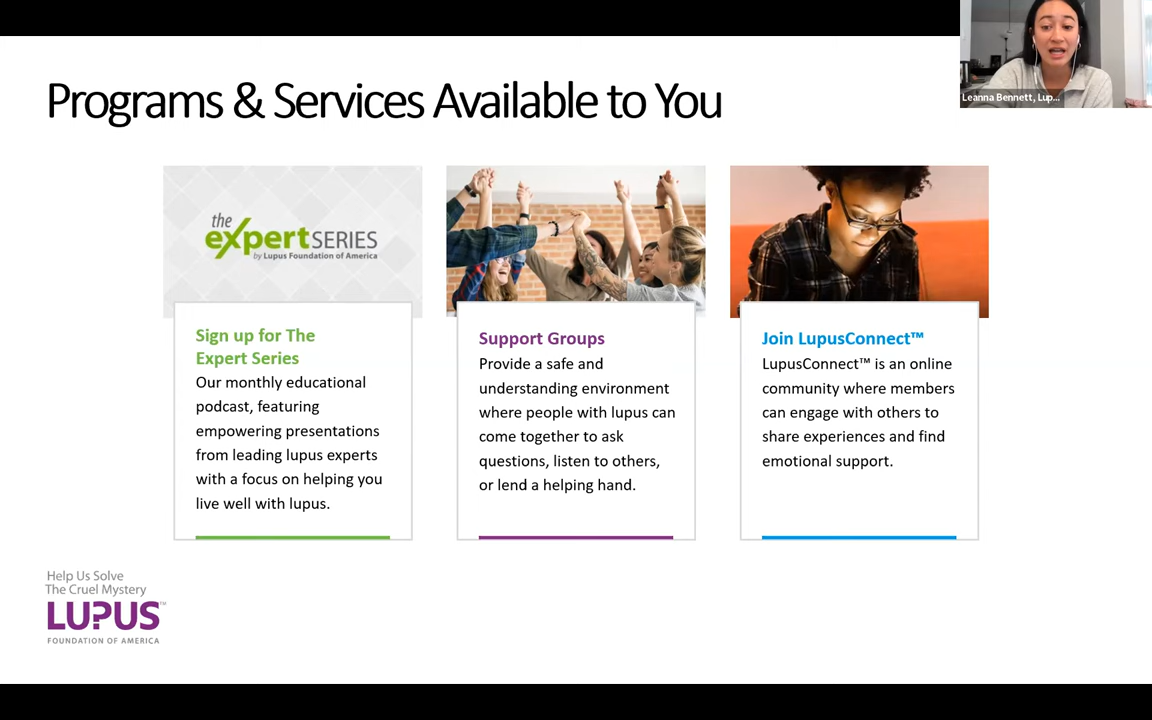 Leanna Bennett, Lup...
Programs & Services Available to You
the
expert SERIES
by Lupus Foundation of America
Sign up for The
Expert Series
Our monthly educational
podcast, featuring
empowering presentations
from leading lupus experts
with a focus on helping you
live well with lupus.
Support Groups
Provide a safe and
understanding environment
where people with lupus can
come together to ask
questions, listen to others,
or lend a helping hand.
Join LupusConnect™
LupusConnect™ is an online
community where members
can engage with others to
share experiences and find
emotional support.
Help Us Solve
The Cruel Mystery
LUPUS™
FOUNDATION OF AMERICA